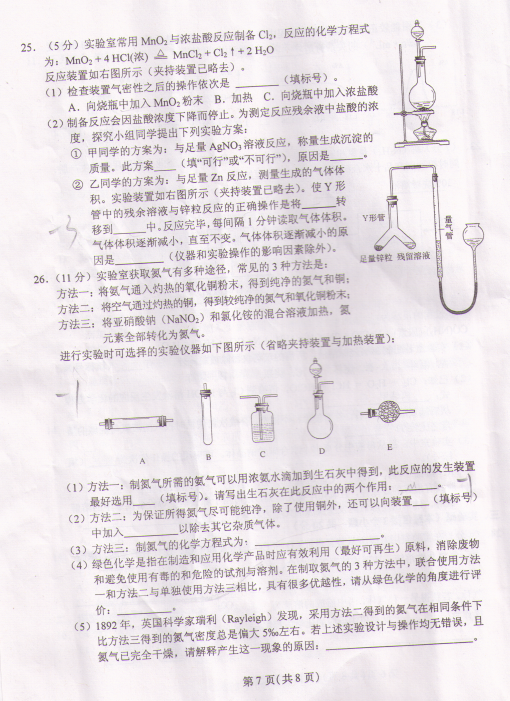 25. （5 分）实验室常用 MnO₂ 与浓盐酸反应制备 Cl₂，反应的化学方程式
为：MnO₂ + 4 HCl(浓) ≜ MnCl₂ + Cl₂↑ + 2 H₂O
反应装置如右图所示（夹持装置已略去）。
（1）检查装置气密性之后的操作依次是 ______（填标号）。
A．向烧瓶中加入 MnO₂ 粉末 B．加热 C．向烧瓶中加入浓盐酸
（2）制备反应会因盐酸浓度下降而停止。为测定反应残余液中盐酸的浓
度，探究小组同学提出下列实验方案：
① 甲同学的方案为：与足量 AgNO₃ 溶液反应，称量生成沉淀的
质量。此方案____（填“可行”或“不可行”），原因是______。
② 乙同学的方案为：与足量 Zn 反应，测量生成的气体体
积。实验装置如右图所示（夹持装置已略去）。使 Y 形
管中的残余溶液与锌粒反应的正确操作是将______转
移到______中。反应完毕，每间隔 1 分钟读取气体体积。
气体体积逐渐减小，直至不变。气体体积逐渐减小的原
因是________（仪器和实验操作的影响因素除外）。
Y形管
量气管
足量锌粒 残留溶液
-3
26.（11 分）实验室获取氮气有多种途径，常见的 3 种方法是：
方法一：将氨气通入灼热的氧化铜粉末，得到纯净的氮气和铜；
方法二：将空气通过灼热的铜，得到较纯净的氮气和氧化铜粉末；
方法三：将亚硝酸钠（NaNO₂）和氯化铵的混合溶液加热，氮
元素全部转化为氮气。
进行实验时可选择的实验仪器如下图所示（省略夹持装置与加热装置）：
-1
A B C D E
（1）方法一：制氮气所需的氨气可以用浓氨水滴加到生石灰中得到，此反应的发生装置
最好选用____（填标号）。请写出生石灰在此反应中的两个作用：______。
-1
（2）方法二：为保证所得氮气尽可能纯净，除了使用铜外，还可以向装置____（填标号）
中加入________以除去其它杂质气体。
（3）方法三：制氮气的化学方程式为：____________________。
（4）绿色化学是指在制造和应用化学产品时应有效利用（最好可再生）原料，消除废物
和避免使用有毒的和危险的试剂与溶剂。在制取氮气的 3 种方法中，联合使用方法
一和方法二与单独使用方法三相比，具有很多优越性，请从绿色化学的角度进行评
价：________。
（5）1892 年，英国科学家瑞利（Rayleigh）发现，采用方法二得到的氮气在相同条件下
比方法三得到的氮气密度总是偏大 5‰左右。若上述实验设计与操作均无错误，且
氮气已完全干燥，请解释产生这一现象的原因：____________________。
第 7 页(共 8 页)